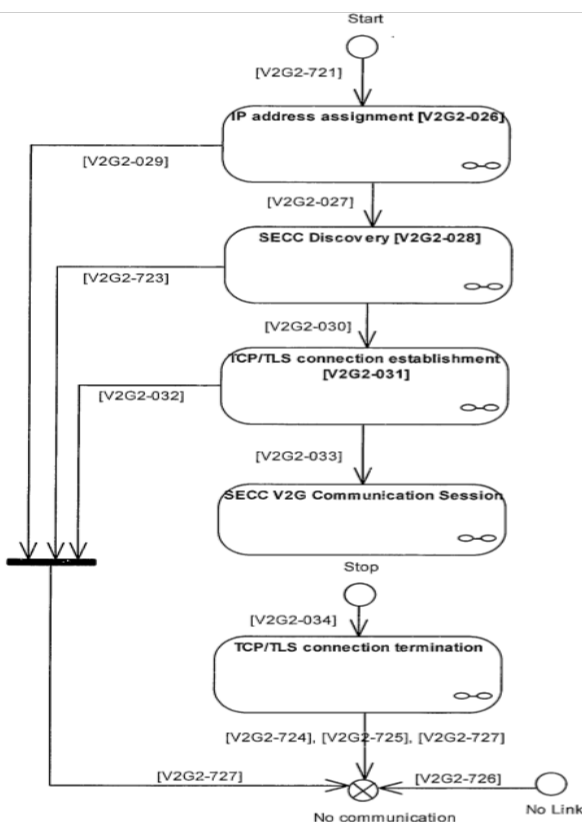 Start
[V2G2-721]
IP address assignment [V2G2-026]
[V2G2-029]
[V2G2-027]
SECC Discovery [V2G2-028]
[V2G2-723]
[V2G2-030]
TCP/TLS connection establishment
[V2G2-031]
[V2G2-032]
[V2G2-033]
SECC V2G Communication Session
Stop
[V2G2-034]
TCP/TLS connection termination
[V2G2-724], [V2G2-725], [V2G2-727]
[V2G2-727]
[V2G2-726]
No communication
No Link